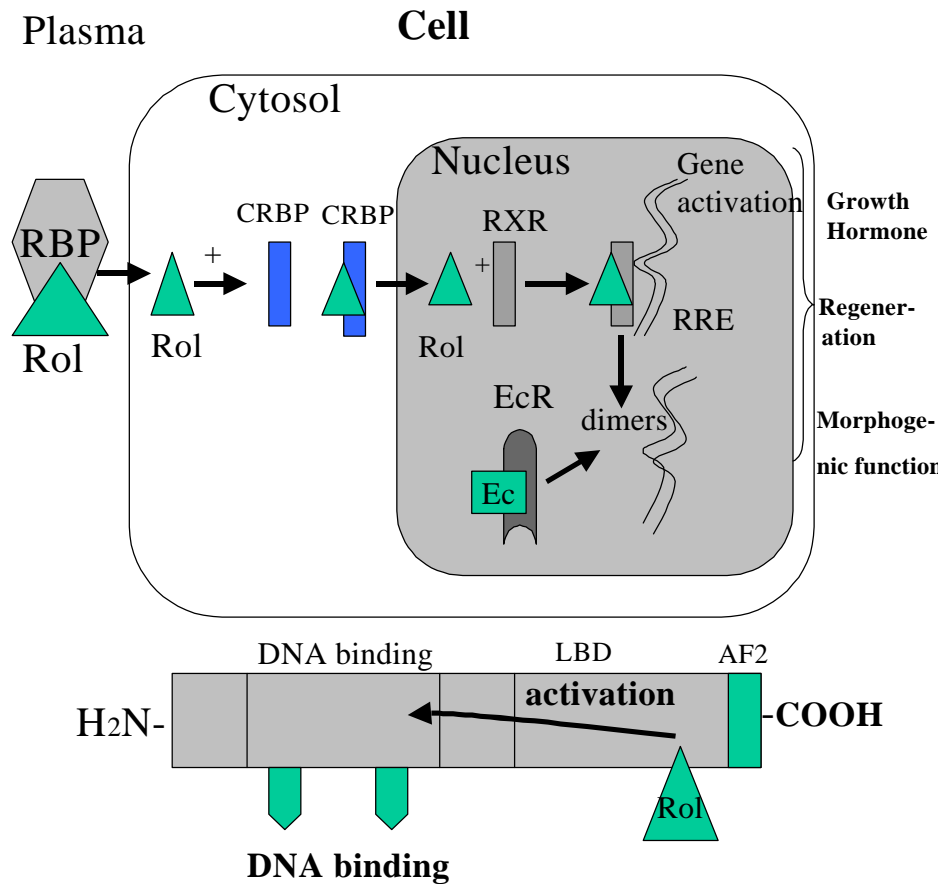 Plasma
Cell
Cytosol
Nucleus
Gene
activation
CRBP
CRBP
RXR
Growth
Hormone
RBP
+
+
Rol
Rol
Rol
RRE
Regener-
ation
EcR
dimers
Ec
Morphoge-
nic function
DNA binding
LBD
AF2
activation
H2N-
-COOH
Rol
DNA binding